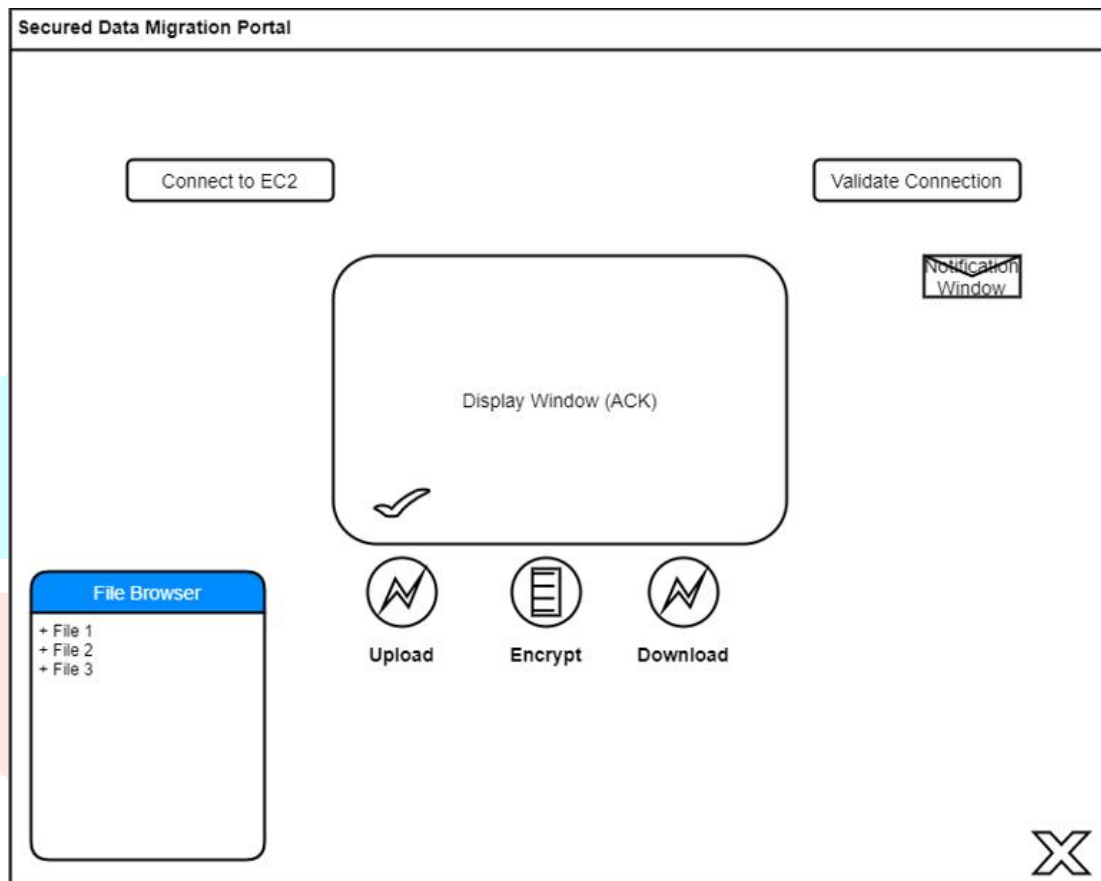 Secured Data Migration Portal
Connect to EC2
Validate Connection
Notification
Window
Display Window (ACK)
File Browser
+ File 1
+ File 2
+ File 3
Upload
Encrypt
Download